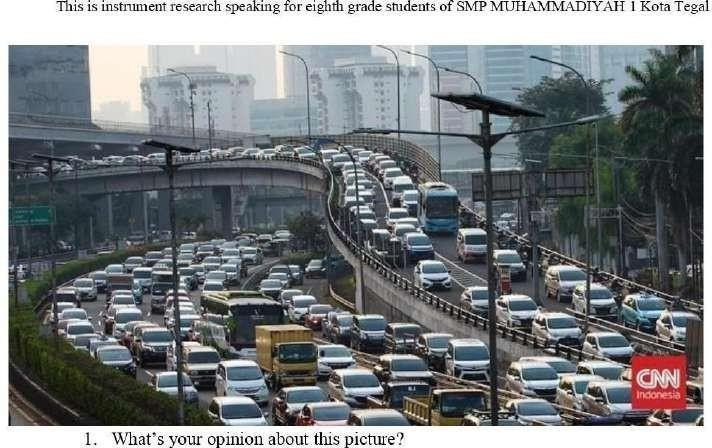 This is instrument research speaking for eighth grade students of SMP MUHAMMADIYAH 1 Kota Tegal
CNN
Indonesia
1. What's your opinion about this picture?